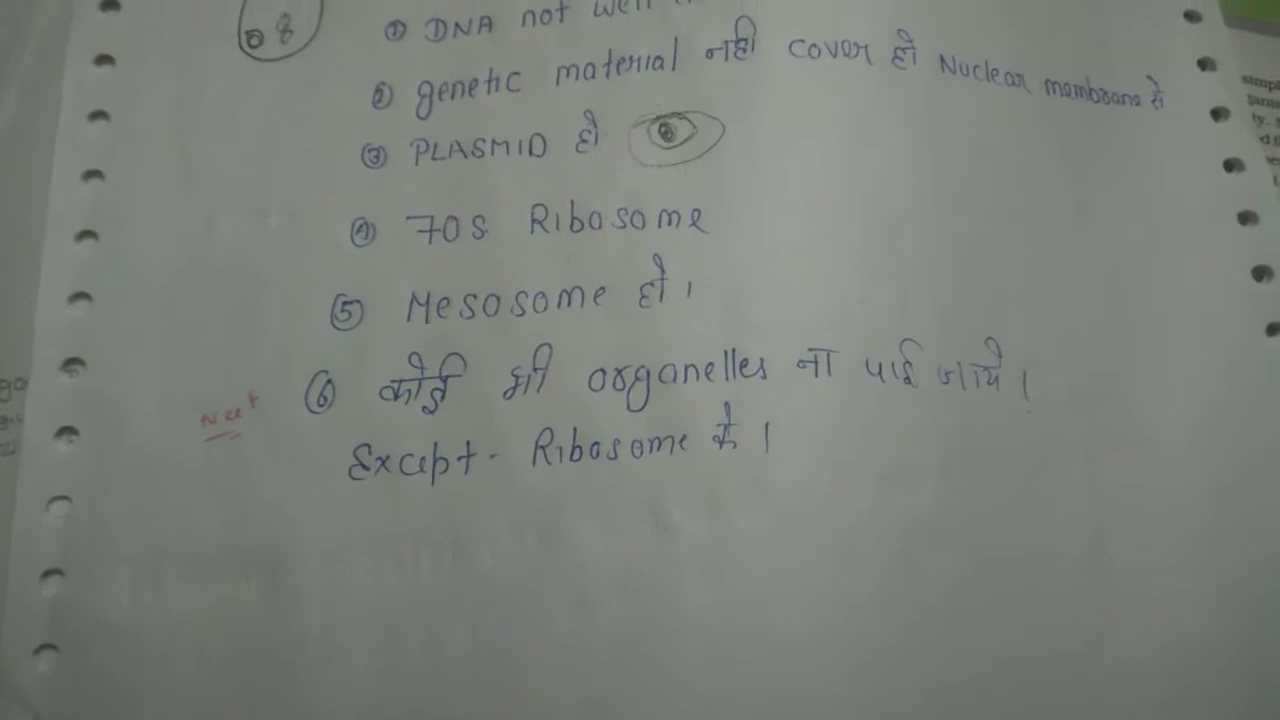 08
① DNA not well
② genetic material नही cover हो Nuclear membrane से
③ PLASMID हो
④ 70S Ribosome
⑤ Mesosome हो।
Neet ⑥ कोई भी organelles ना पाई जाये।
Except - Ribosome के।